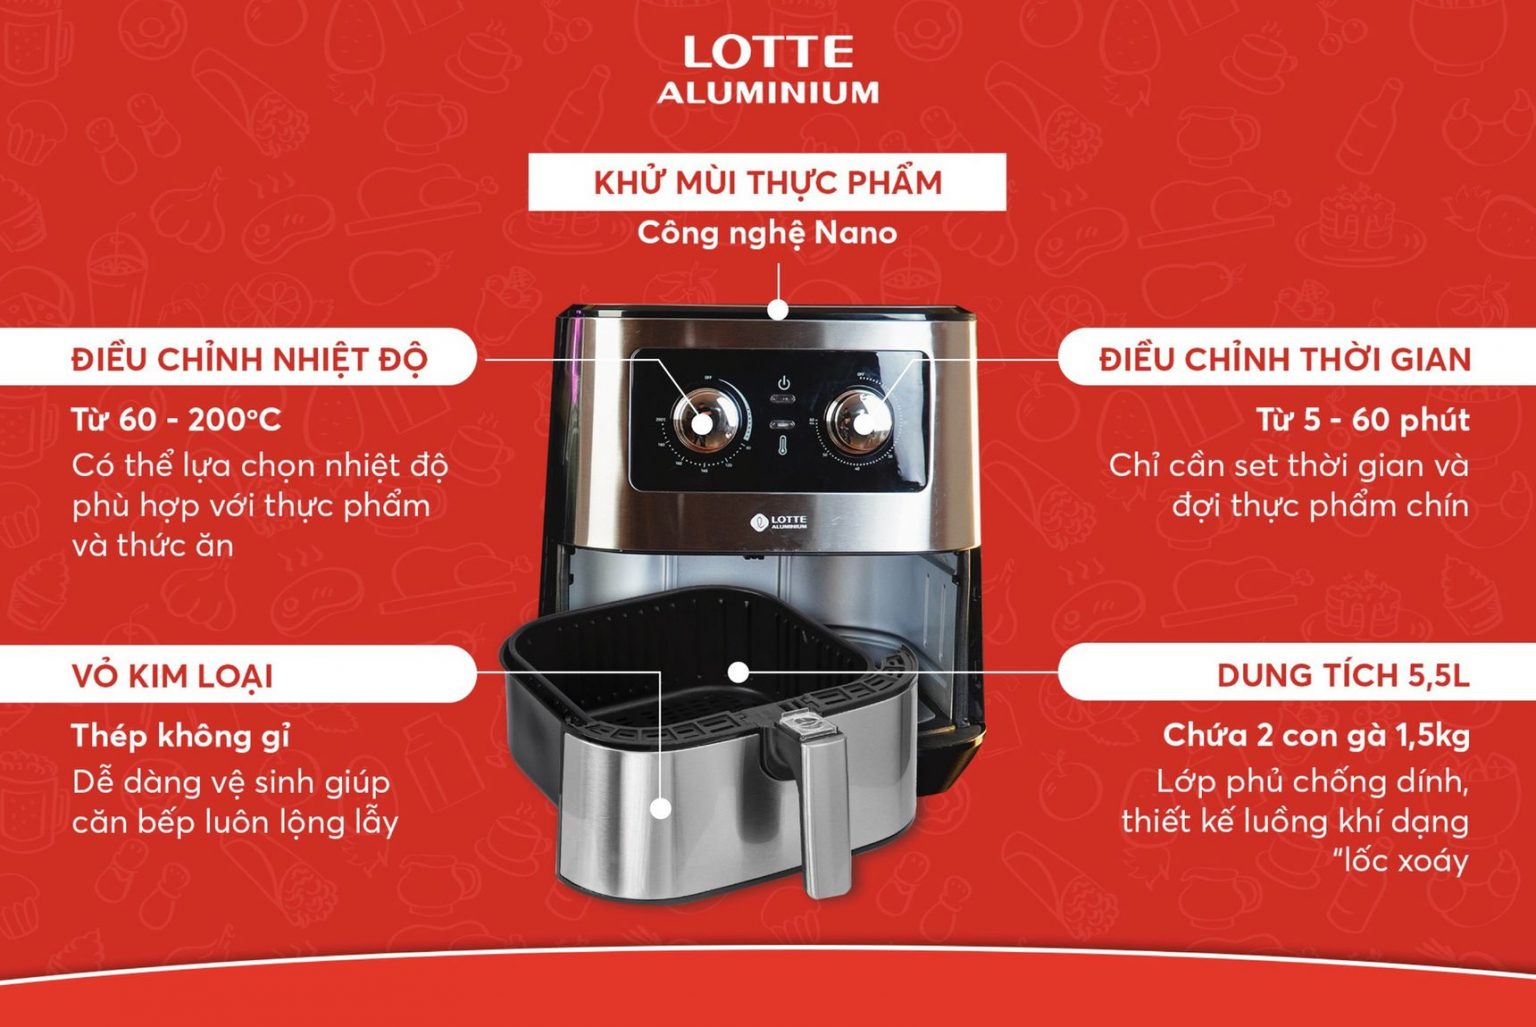 LOTTE
ALUMINIUM
KHỬ MÙI THỰC PHẨM
Công nghệ Nano
ĐIỀU CHỈNH NHIỆT ĐỘ
Từ 60 - 200°C
Có thể lựa chọn nhiệt độ
phù hợp với thực phẩm
và thức ăn
ĐIỀU CHỈNH THỜI GIAN
Từ 5 - 60 phút
Chỉ cần set thời gian và
đợi thực phẩm chín
OFF
OFF
LOTTE
ALUMINIUM
VỎ KIM LOẠI
Thép không gỉ
Dễ dàng vệ sinh giúp
căn bếp luôn lộng lẫy
DUNG TÍCH 5,5L
Chứa 2 con gà 1,5kg
Lớp phủ chống dính,
thiết kế luồng khí dạng
"lốc xoáy